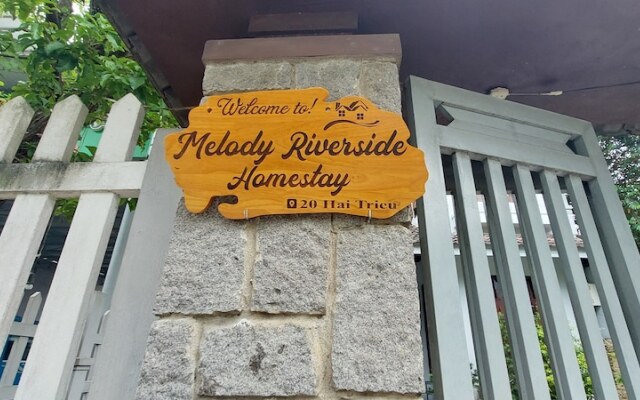 Welcome to!
Melody Riverside
Homestay
20 Hai Trieu